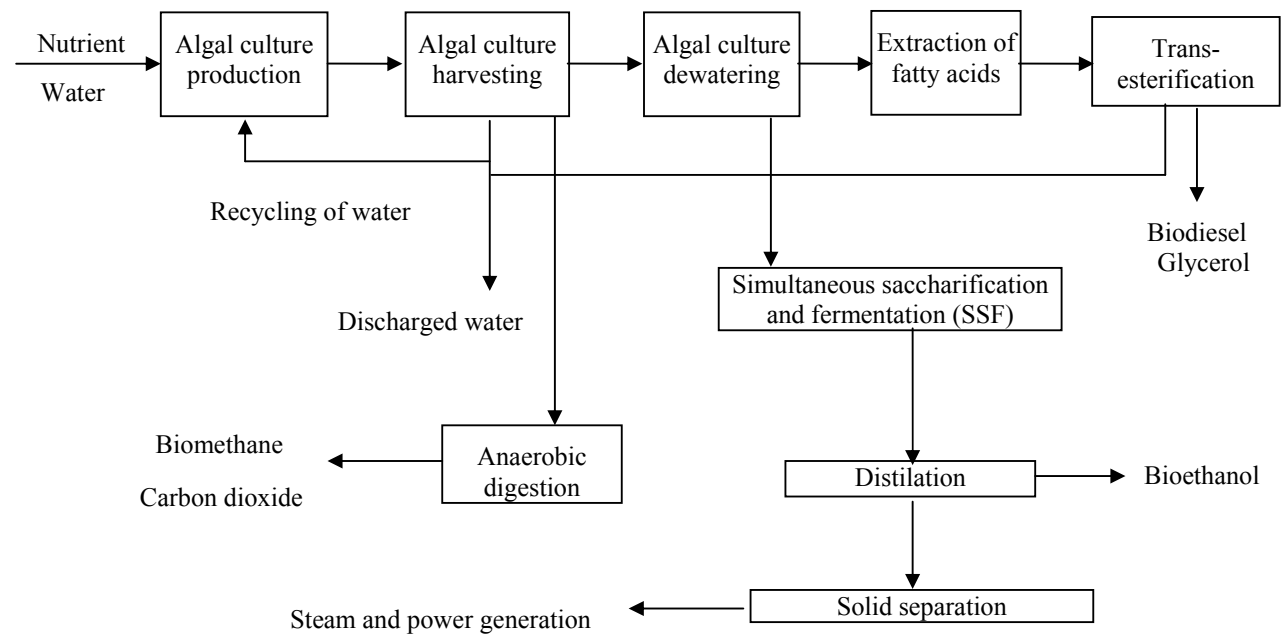 Nutrient
Water
Algal culture
production
Algal culture
harvesting
Algal culture
dewatering
Extraction of
fatty acids
Trans-
esterification
Recycling of water
Discharged water
Biodiesel
Glycerol
Simultaneous saccharification
and fermentation (SSF)
Biomethane
Carbon dioxide
Anaerobic
digestion
Distilation
Bioethanol
Solid separation
Steam and power generation